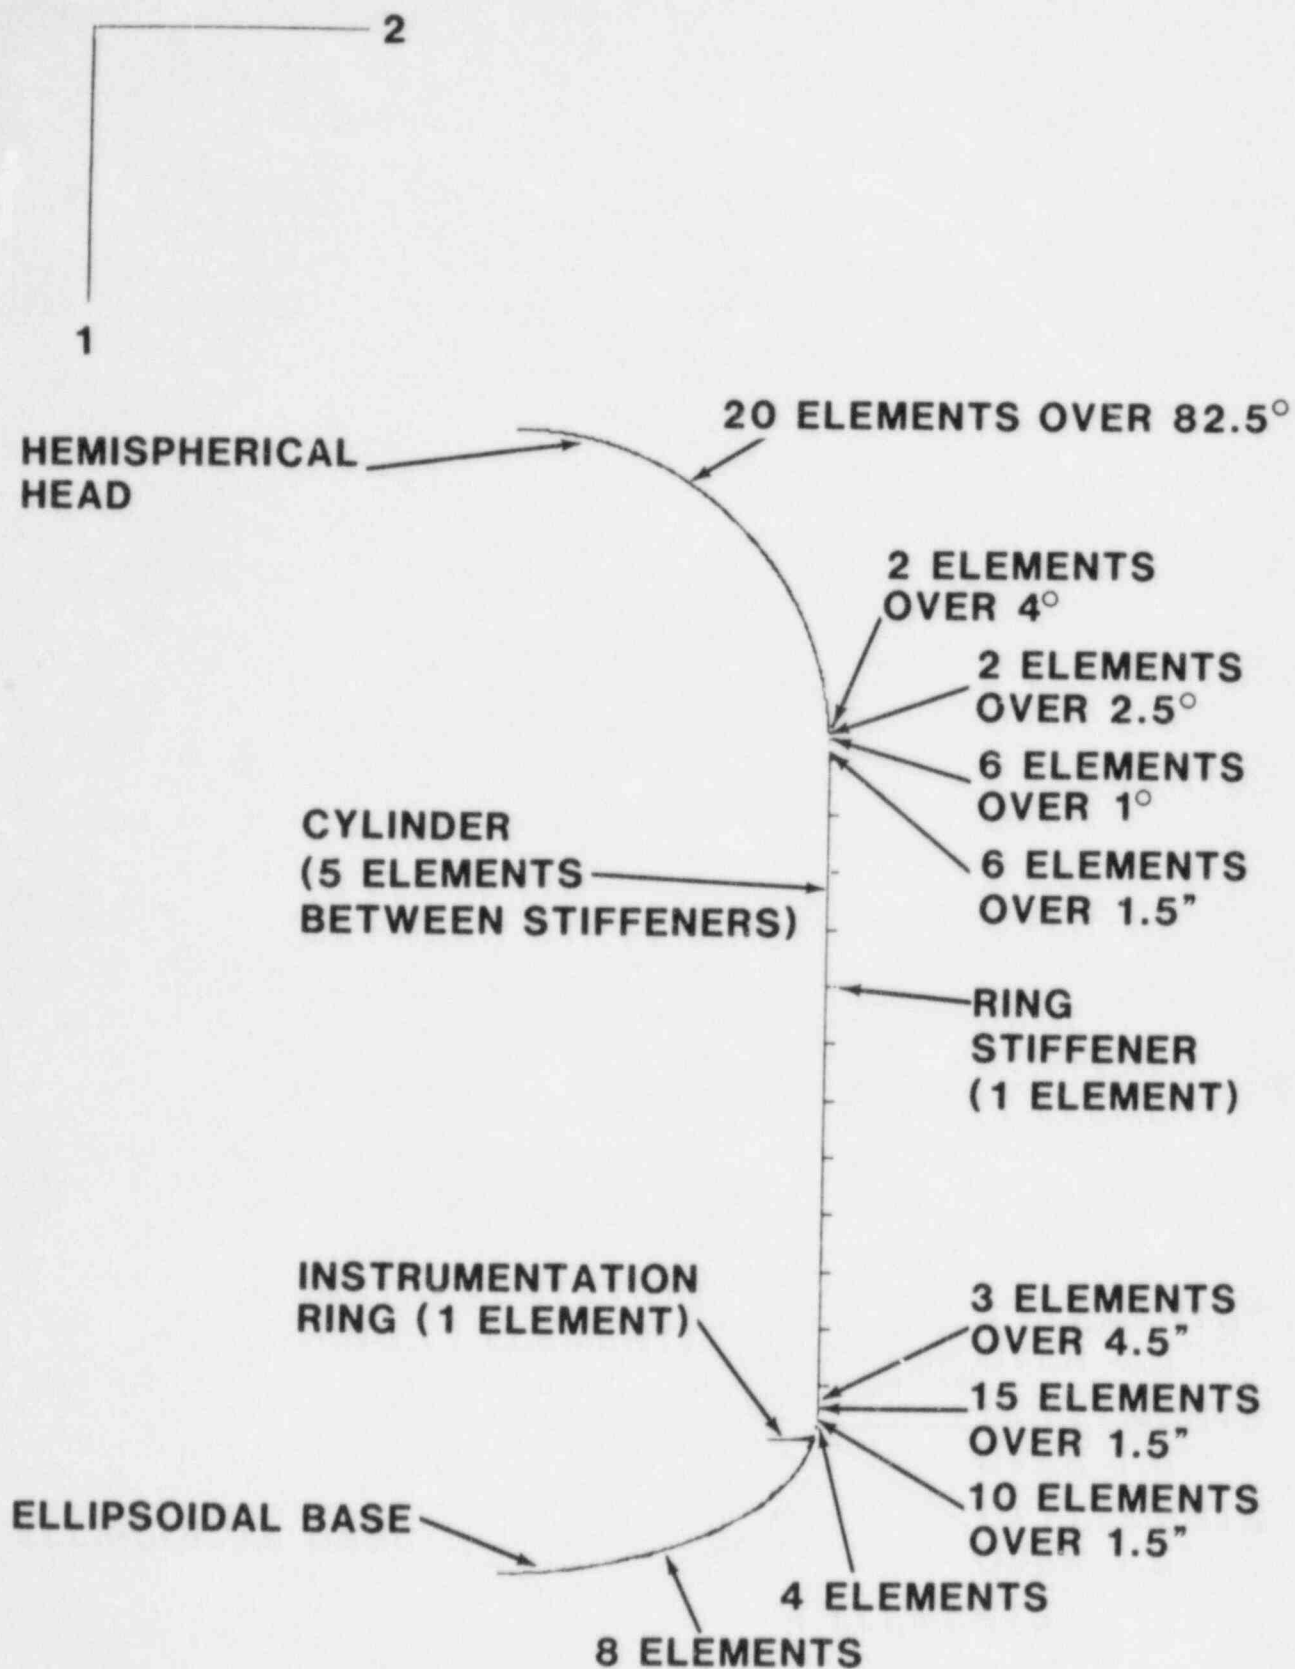 2
1
20 ELEMENTS OVER 82.5°
HEMISPHERICAL
HEAD
2 ELEMENTS
OVER 4°
2 ELEMENTS
OVER 2.5°
6 ELEMENTS
OVER 1°
CYLINDER
(5 ELEMENTS
BETWEEN STIFFENERS)
6 ELEMENTS
OVER 1.5"
RING
STIFFENER
(1 ELEMENT)
INSTRUMENTATION
RING (1 ELEMENT)
3 ELEMENTS
OVER 4.5"
15 ELEMENTS
OVER 1.5"
10 ELEMENTS
OVER 1.5"
ELLIPSOIDAL BASE
4 ELEMENTS
8 ELEMENTS